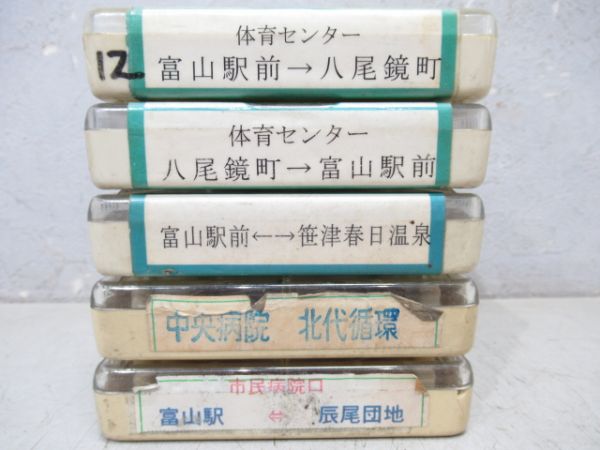 体育センター
12 富山駅前→八尾鏡町
体育センター
八尾鏡町→富山駅前
富山駅前←→笹津春日温泉
中央病院 北代循環
市民病院口
富山駅 ⇔ 辰尾団地